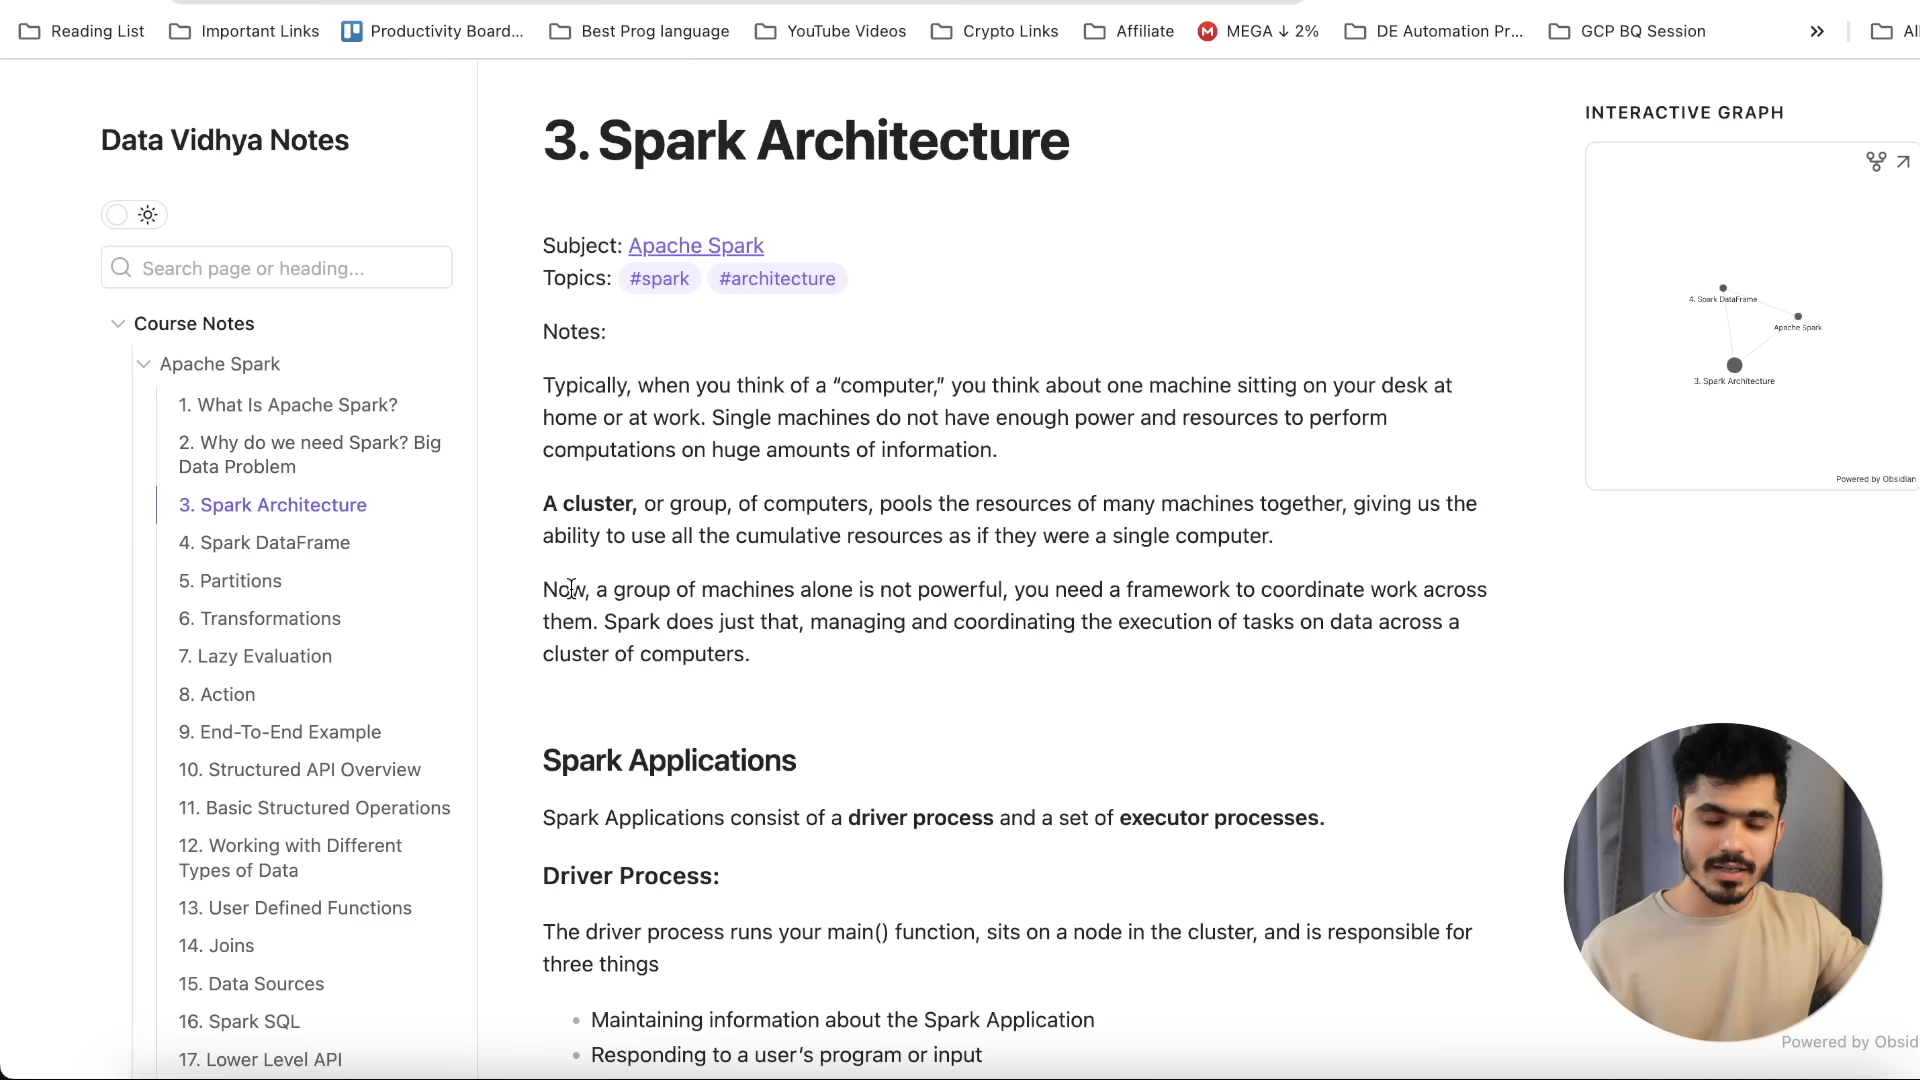 Reading List
Important Links
Productivity Board...
Best Prog language
YouTube Videos
Crypto Links
Affiliate
MEGA ↓ 2%
DE Automation Pr...
GCP BQ Session
»
Data Vidhya Notes
Search page or heading...
Course Notes
Apache Spark
1. What Is Apache Spark?
2. Why do we need Spark? Big
Data Problem
3. Spark Architecture
4. Spark DataFrame
5. Partitions
6. Transformations
7. Lazy Evaluation
8. Action
9. End-To-End Example
10. Structured API Overview
11. Basic Structured Operations
12. Working with Different
Types of Data
13. User Defined Functions
14. Joins
15. Data Sources
16. Spark SQL
17. Lower Level API
3. Spark Architecture
Subject: Apache Spark
Topics: #spark #architecture
Notes:
Typically, when you think of a “computer,” you think about one machine sitting on your desk at
home or at work. Single machines do not have enough power and resources to perform
computations on huge amounts of information.
A cluster, or group, of computers, pools the resources of many machines together, giving us the
ability to use all the cumulative resources as if they were a single computer.
Now, a group of machines alone is not powerful, you need a framework to coordinate work across
them. Spark does just that, managing and coordinating the execution of tasks on data across a
cluster of computers.
Spark Applications
Spark Applications consist of a driver process and a set of executor processes.
Driver Process:
The driver process runs your main() function, sits on a node in the cluster, and is responsible for
three things
• Maintaining information about the Spark Application
• Responding to a user’s program or input
INTERACTIVE GRAPH
4. Spark DataFrame
Apache Spark
3. Spark Architecture
Powered by Obsidian
Powered by Obsid